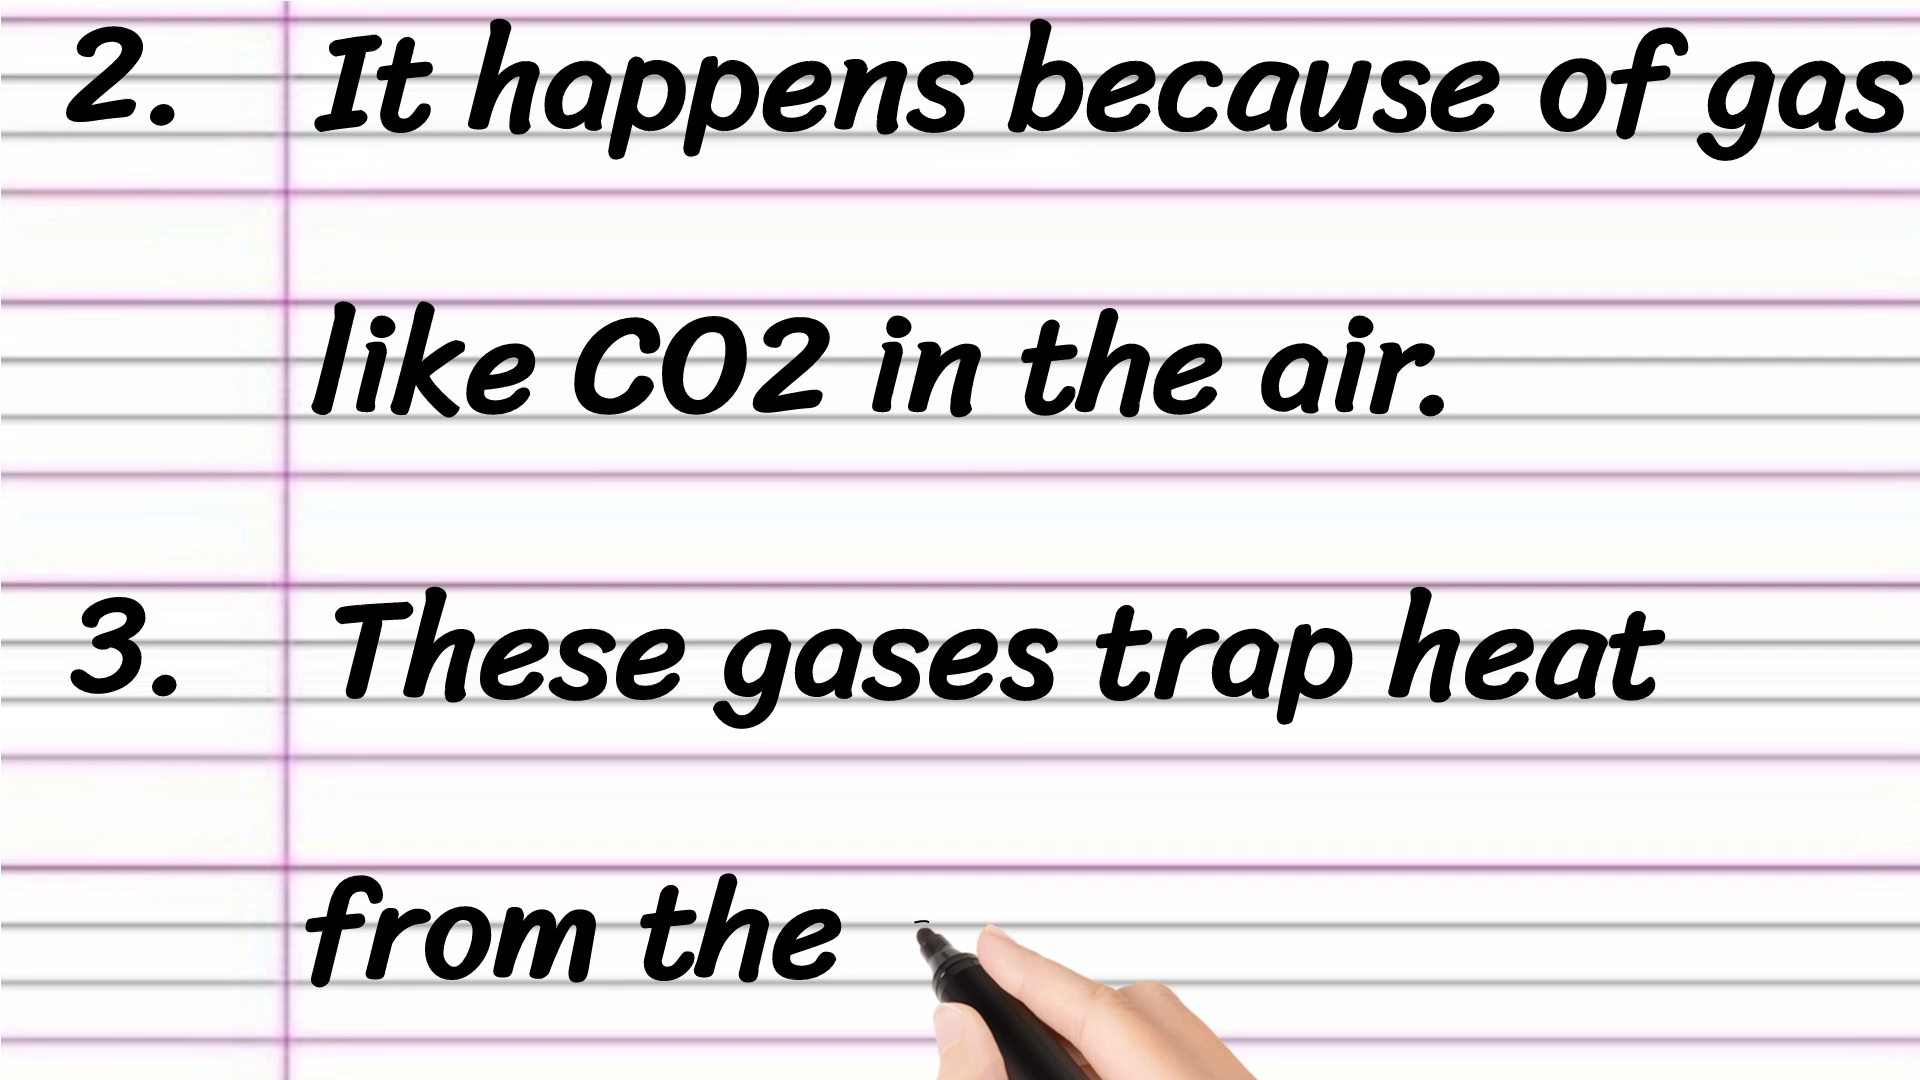 2. It happens because of gas
like CO2 in the air.
3. These gases trap heat
from the